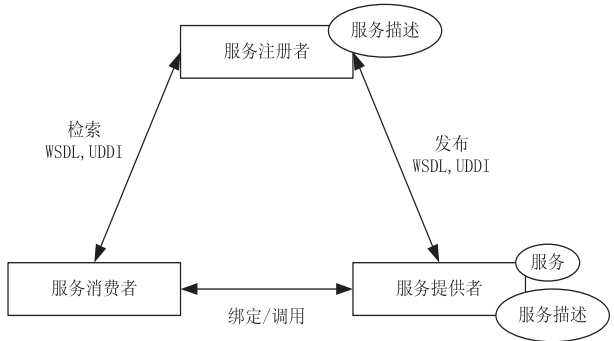 服务描述
服务注册者
检索
WSDL,UDDI
发布
WSDL,UDDI
服务
服务消费者
服务提供者
绑定/调用
服务描述